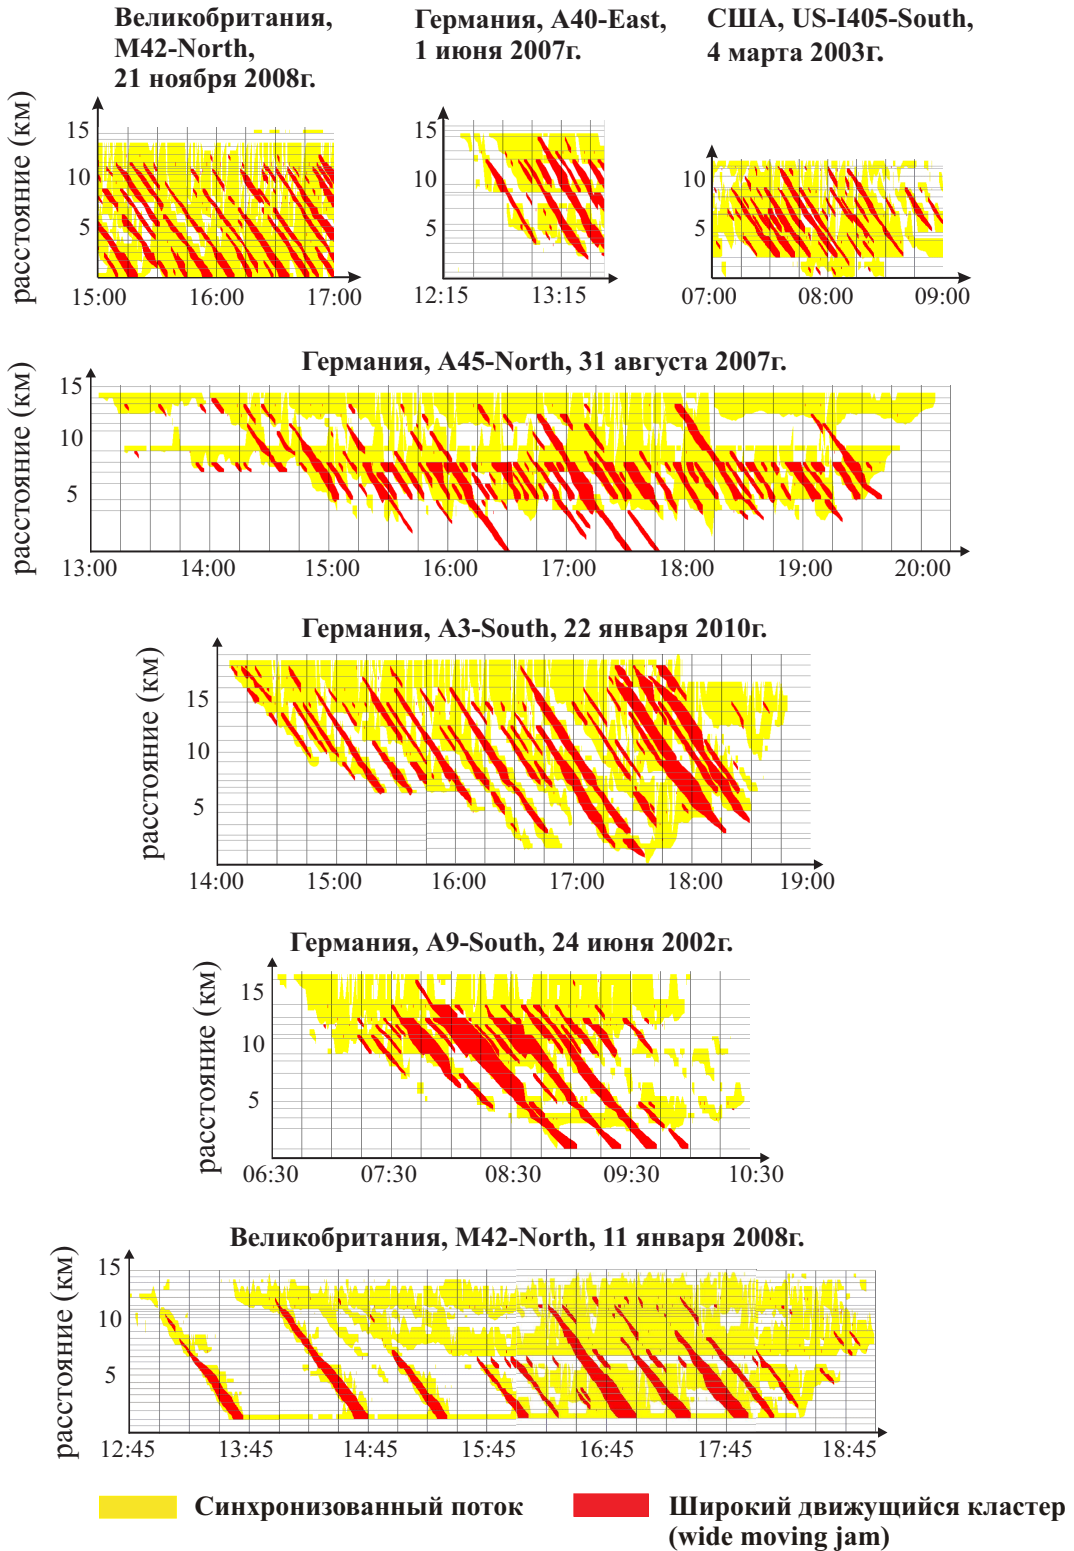 Великобритания,
M42-North,
21 ноября 2008г.
Германия, A40-East,
1 июня 2007г.
США, US-I405-South,
4 марта 2003г.
расстояние (км)
15
10
5
15:00 16:00 17:00
15
10
5
12:15 13:15
10
5
07:00 08:00 09:00
Германия, A45-North, 31 августа 2007г.
расстояние (км)
15
10
5
13:00 14:00 15:00 16:00 17:00 18:00 19:00 20:00
Германия, A3-South, 22 января 2010г.
расстояние (км)
15
10
5
14:00 15:00 16:00 17:00 18:00 19:00
Германия, A9-South, 24 июня 2002г.
расстояние (км)
15
10
5
06:30 07:30 08:30 09:30 10:30
Великобритания, M42-North, 11 января 2008г.
расстояние (км)
15
10
5
12:45 13:45 14:45 15:45 16:45 17:45 18:45
Синхронизованный поток
Широкий движущийся кластер
(wide moving jam)